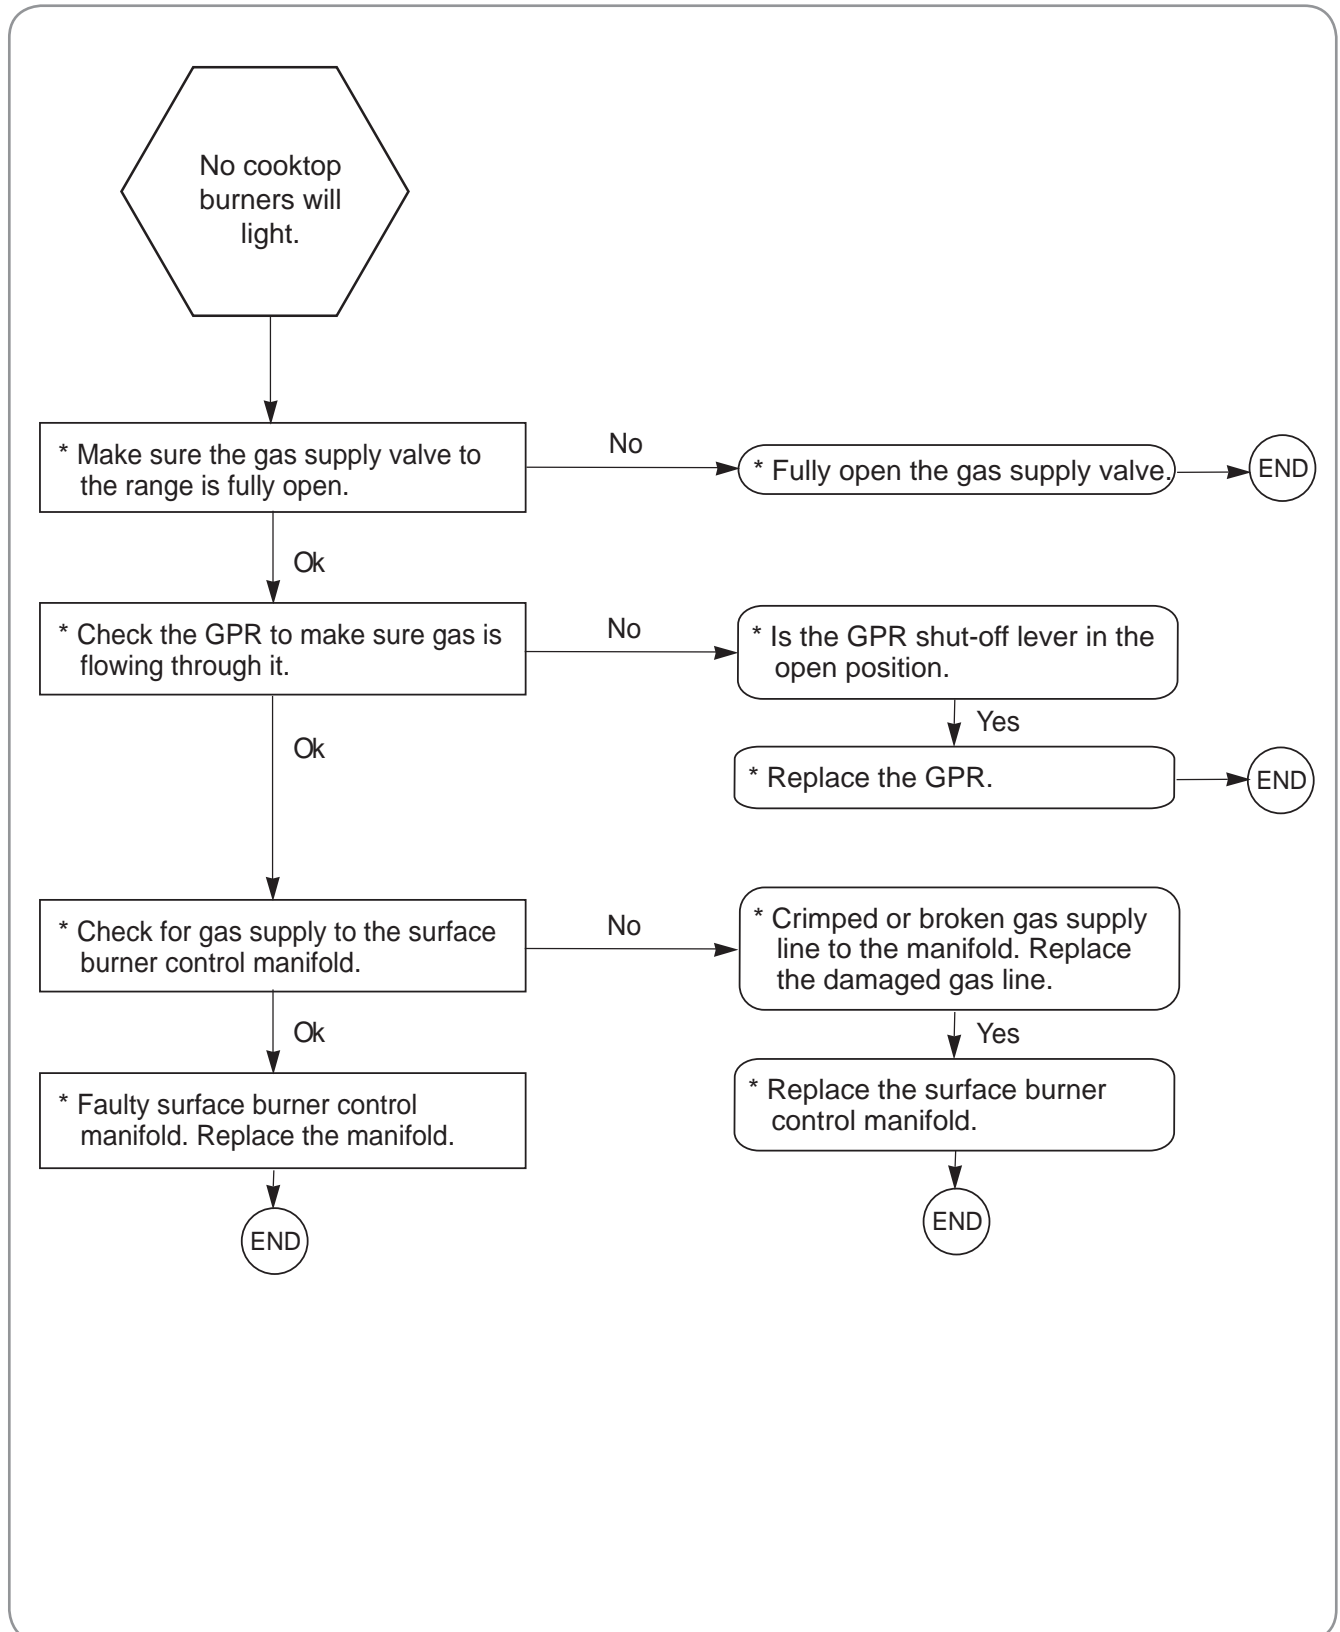 No cooktop
burners will
light.
* Make sure the gas supply valve to
the range is fully open.
No
* Fully open the gas supply valve.
END
Ok
* Check the GPR to make sure gas is
flowing through it.
No
* Is the GPR shut-off lever in the
open position.
Yes
* Replace the GPR.
END
Ok
* Check for gas supply to the surface
burner control manifold.
No
* Crimped or broken gas supply
line to the manifold. Replace
the damaged gas line.
Ok
Yes
* Faulty surface burner control
manifold. Replace the manifold.
* Replace the surface burner
control manifold.
END
END